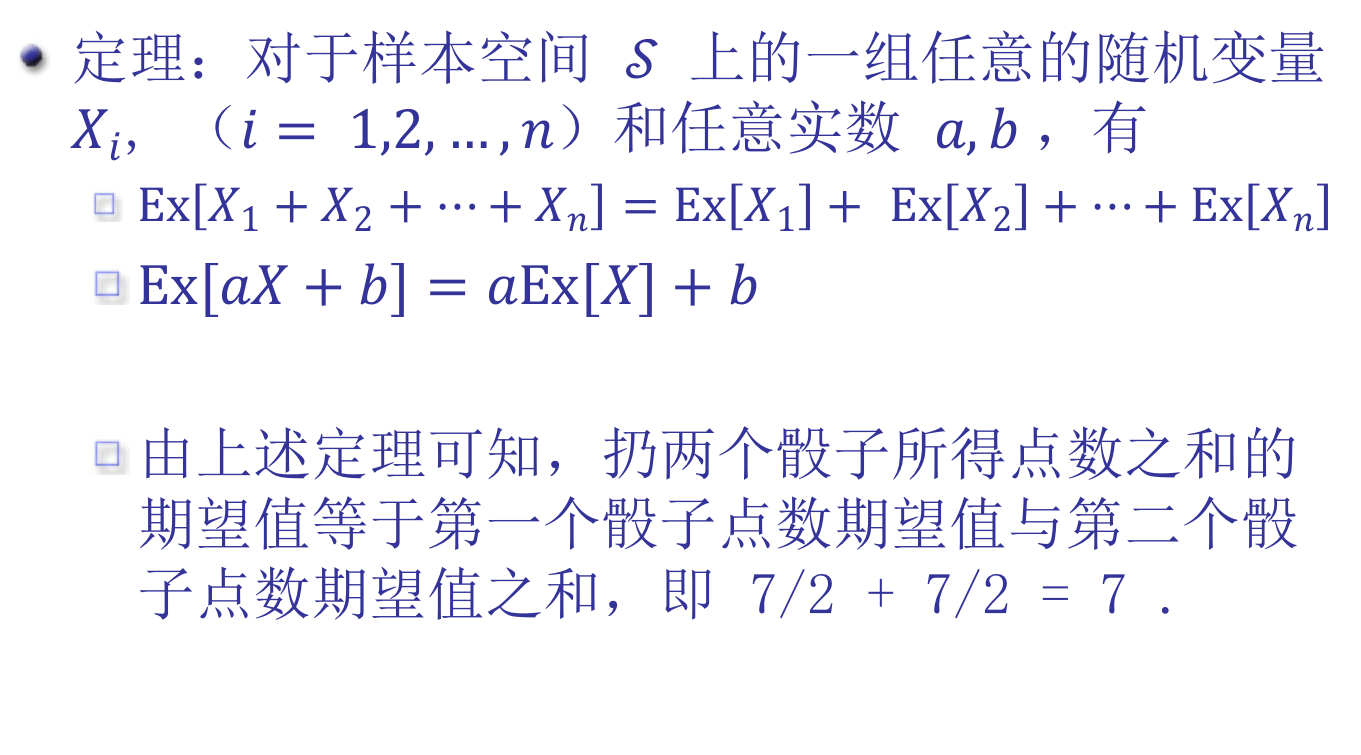 定理：对于样本空间 𝒮 上的一组任意的随机变量
Xᵢ, （i = 1,2, … , n）和任意实数 a, b ，有
Ex[X₁ + X₂ + ⋯ + Xₙ] = Ex[X₁] + Ex[X₂] + ⋯ + Ex[Xₙ]
Ex[aX + b] = aEx[X] + b
由上述定理可知，扔两个骰子所得点数之和的
期望值等于第一个骰子点数期望值与第二个骰
子点数期望值之和，即 7/2 + 7/2 = 7 .